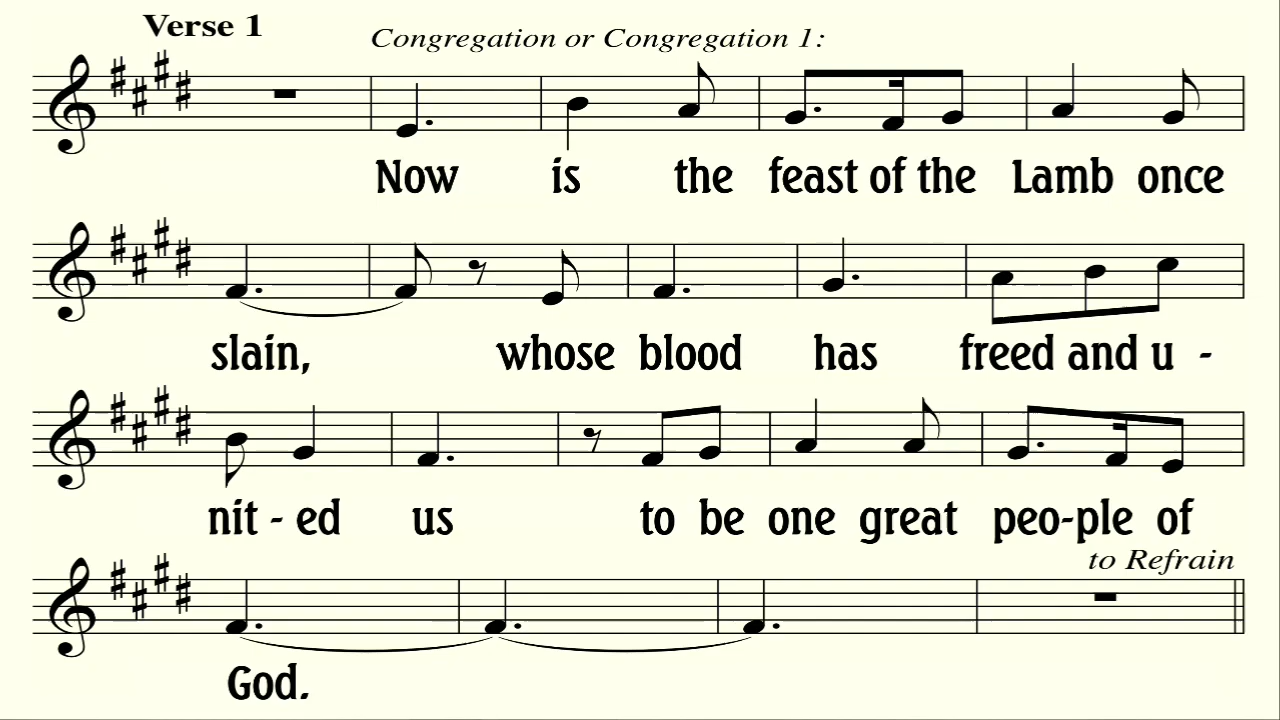 Verse 1
Congregation or Congregation 1:
Now is the feast of the Lamb once
slain, whose blood has freed and u -
nit - ed us to be one great peo-ple of
to Refrain
God.